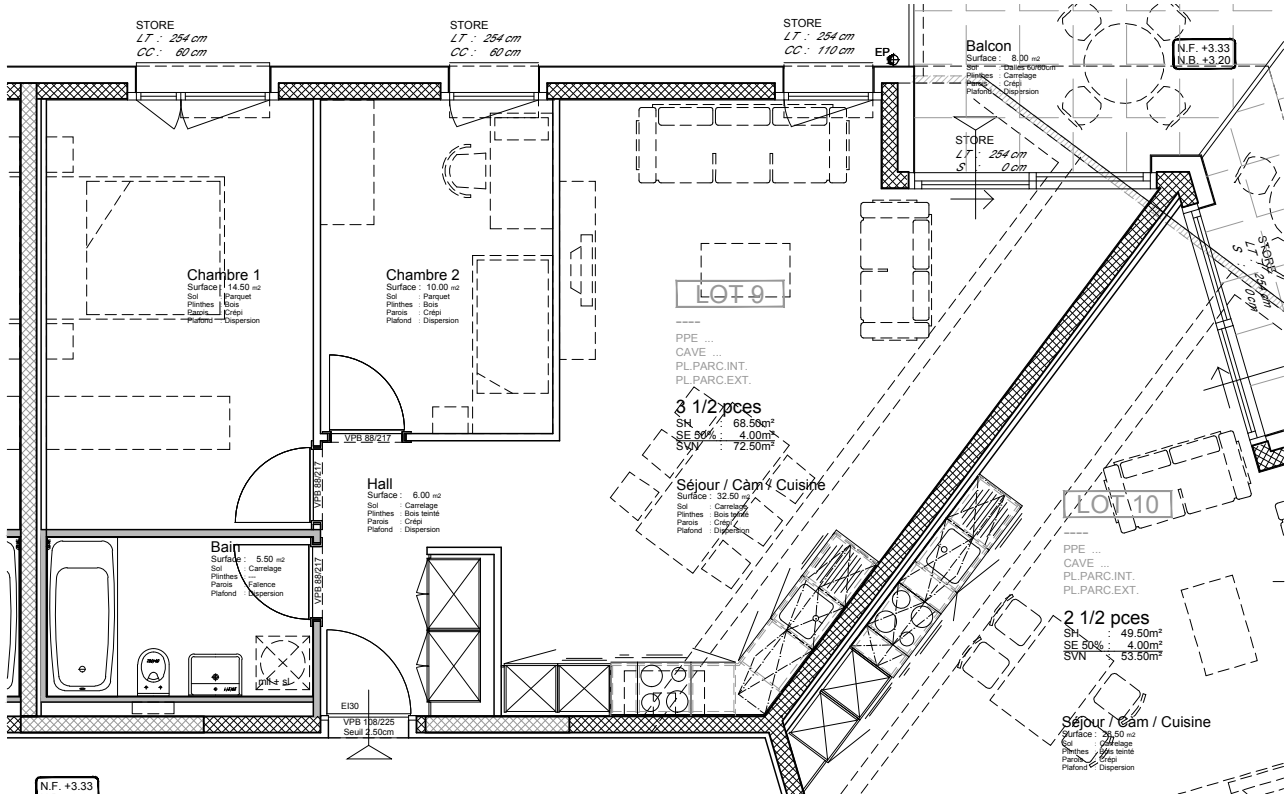 STORE
LT : 254 cm
CC : 60 cm
STORE
LT : 254 cm
CC : 60 cm
STORE
LT : 254 cm
CC : 110 cm
EP
Balcon
Surface : 8.00 m2
Sol : Dalles 60/60cm
Plinthes : Carrelage
Parois : Crépi
Plafond : Dispersion
N.F. +3.33
N.B. +3.20
STORE
LT : 254 cm
S : 0 cm
STORE
LT : 254 cm
S : 0 cm
Chambre 1
Surface : 14.50 m2
Sol : Parquet
Plinthes : Bois
Parois : Crépi
Plafond : Dispersion
Chambre 2
Surface : 10.00 m2
Sol : Parquet
Plinthes : Bois
Parois : Crépi
Plafond : Dispersion
LOT 9
----
PPE ...
CAVE ...
PL.PARC.INT.
PL.PARC.EXT.
3 1/2 pces
SH : 68.50m²
SE 50% : 4.00m²
SVN : 72.50m²
Séjour / Càm / Cuisine
Surface : 32.50 m2
Sol : Carrelage
Plinthes : Bois teinté
Parois : Crépi
Plafond : Dispersion
VPB 88/217
VPB 88/217
VPB 88/217
Hall
Surface : 6.00 m2
Sol : Carrelage
Plinthes : Bois teinté
Parois : Crépi
Plafond : Dispersion
Bain
Surface : 5.50 m2
Sol : Carrelage
Plinthes : ---
Parois : Faïence
Plafond : Dispersion
ml + sl
EI30
VPB 108/225
Seuil 2.50cm
LOT 10
----
PPE ...
CAVE ...
PL.PARC.INT.
PL.PARC.EXT.
2 1/2 pces
SH : 49.50m²
SE 50% : 4.00m²
SVN : 53.50m²
Séjour / Càm / Cuisine
Surface : 28.50 m2
Sol : Carrelage
Plinthes : Bois teinté
Parois : Crépi
Plafond : Dispersion
N.F. +3.33